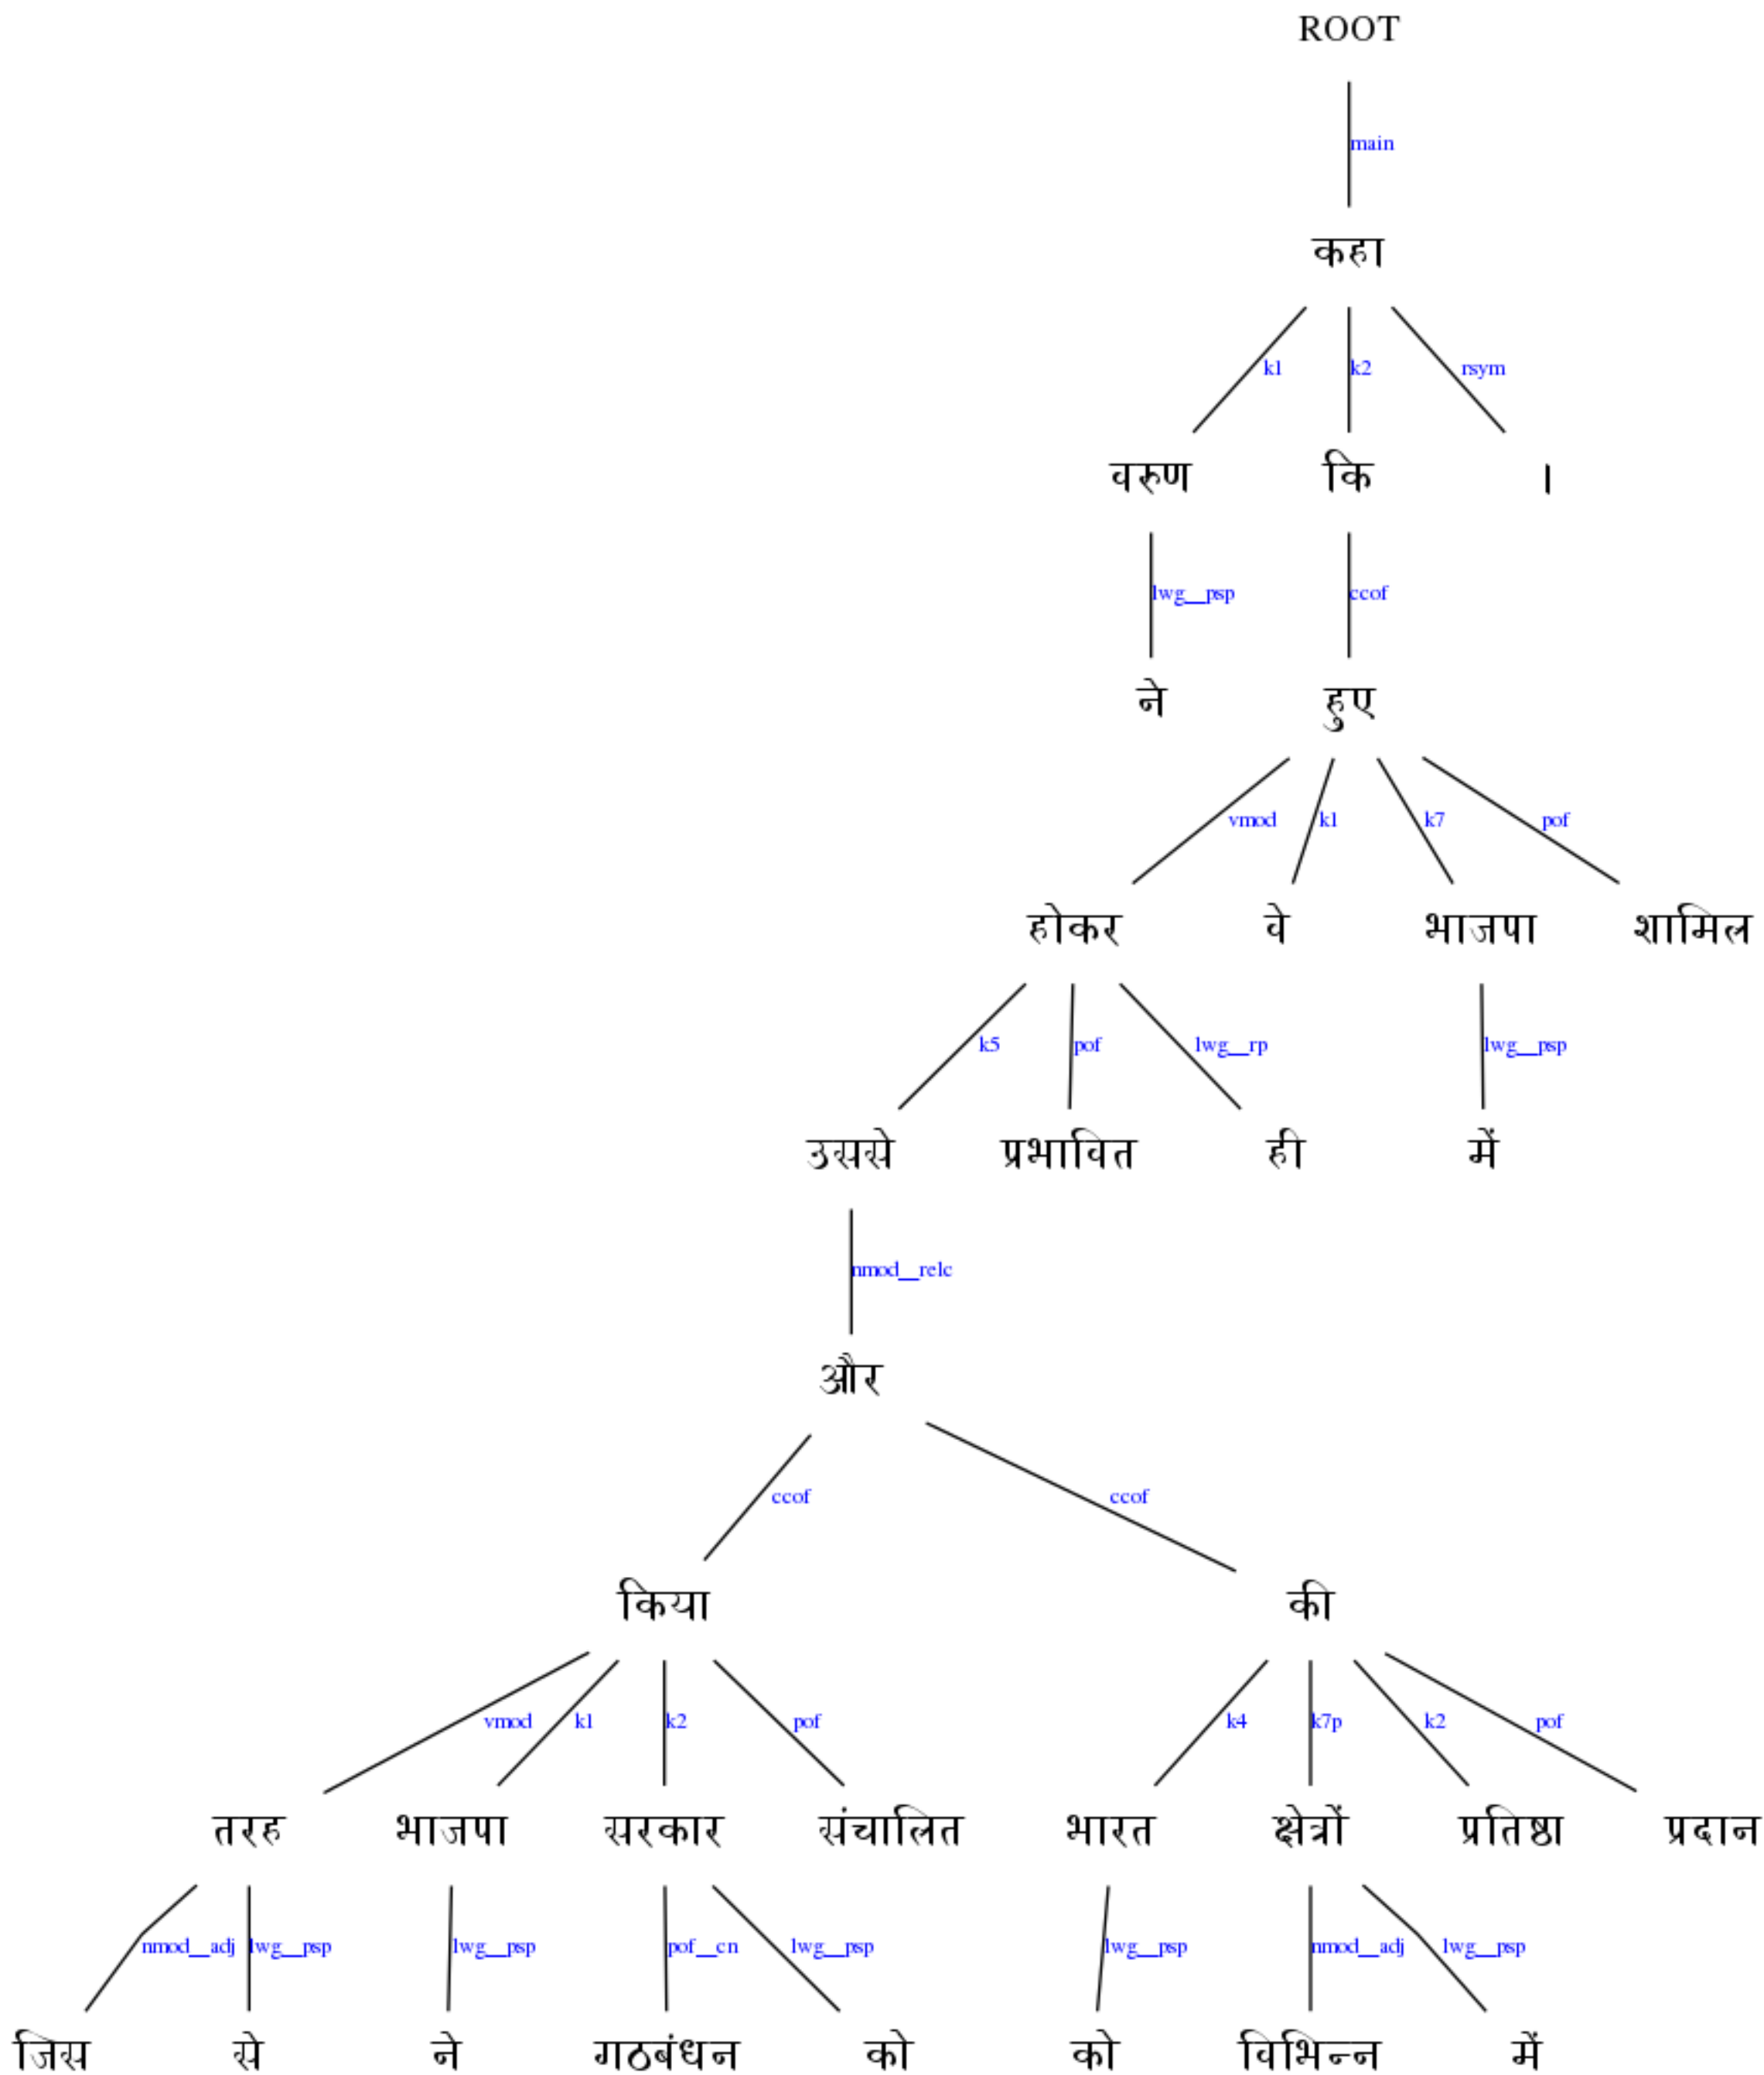 ROOT
main
कहा
k1 k2 rsym
वरुण कि ।
lwg__psp ccof
ने हुए
vmod k1 k7 pof
होकर वे भाजपा शामिल
k5 pof lwg__rp lwg__psp
उससे प्रभावित ही में
nmod__relc
और
ccof ccof
किया की
vmod k1 k2 pof k4 k7p k2 pof
तरह भाजपा सरकार संचालित भारत क्षेत्रों प्रतिष्ठा प्रदान
nmod__adj lwg__psp lwg__psp pof__cn lwg__psp lwg__psp nmod__adj lwg__psp
जिस से ने गठबंधन को को विभिन्न में